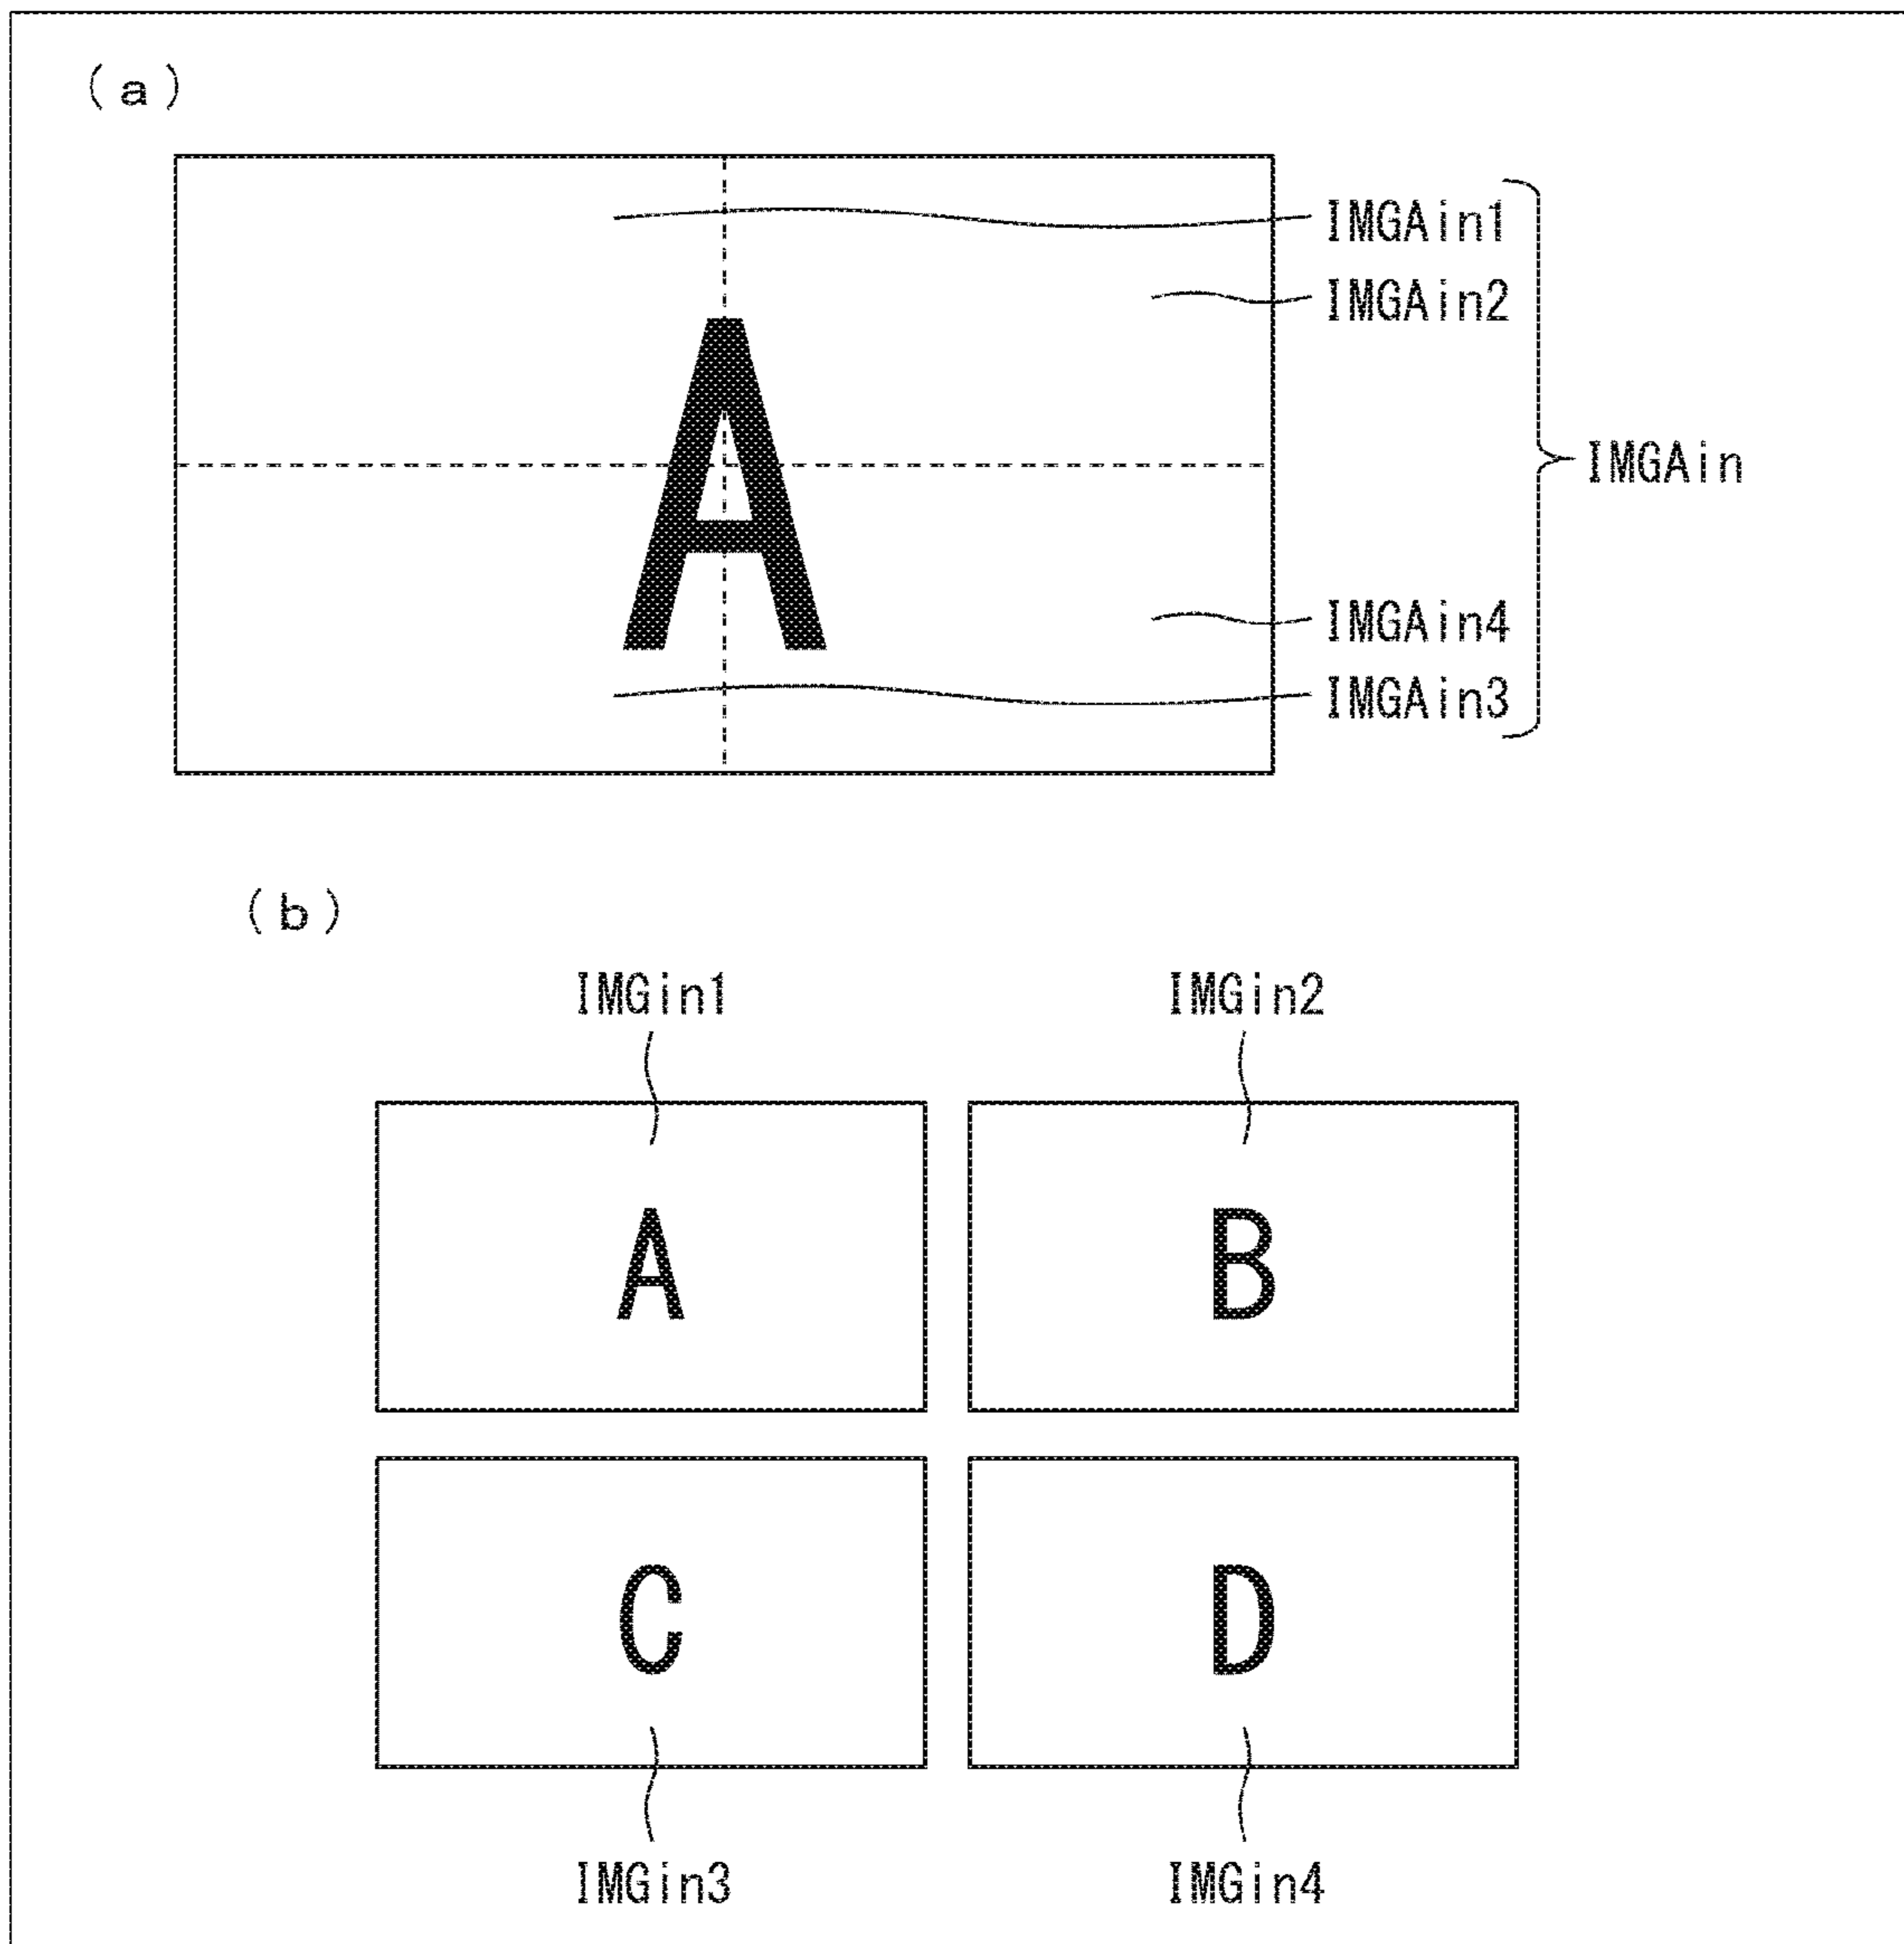 (a)
IMGAin1
IMGAin2
A
IMGAin
IMGAin4
IMGAin3
(b)
IMGin1 IMGin2
A B
C D
IMGin3 IMGin4